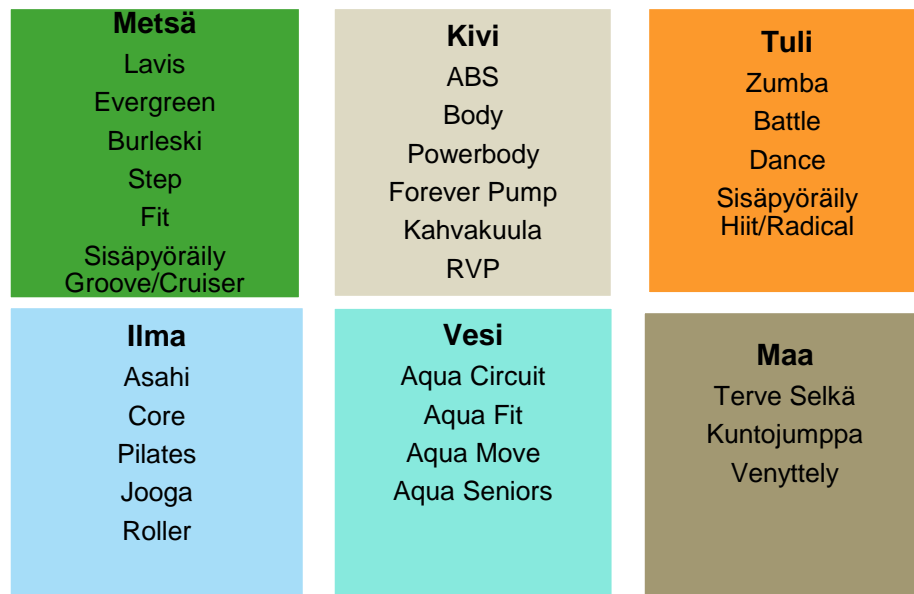 Metsä
Lavis
Evergreen
Burleski
Step
Fit
Sisäpyöräily
Groove/Cruiser
Kivi
ABS
Body
Powerbody
Forever Pump
Kahvakuula
RVP
Tuli
Zumba
Battle
Dance
Sisäpyöräily
Hiit/Radical
Ilma
Asahi
Core
Pilates
Jooga
Roller
Vesi
Aqua Circuit
Aqua Fit
Aqua Move
Aqua Seniors
Maa
Terve Selkä
Kuntojumppa
Venyttely